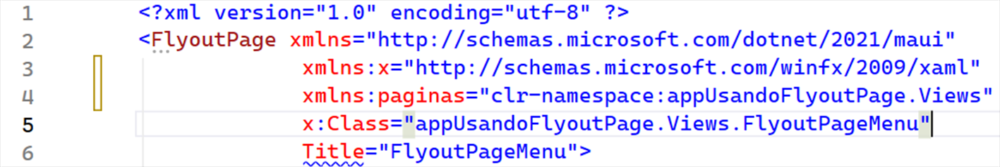 1 <?xml version="1.0" encoding="utf-8" ?>
2 <FlyoutPage xmlns="http://schemas.microsoft.com/dotnet/2021/maui"
3 xmlns:x="http://schemas.microsoft.com/winfx/2009/xaml"
4 xmlns:paginas="clr-namespace:appUsandoFlyoutPage.Views"
5 x:Class="appUsandoFlyoutPage.Views.FlyoutPageMenu"
6 Title="FlyoutPageMenu">